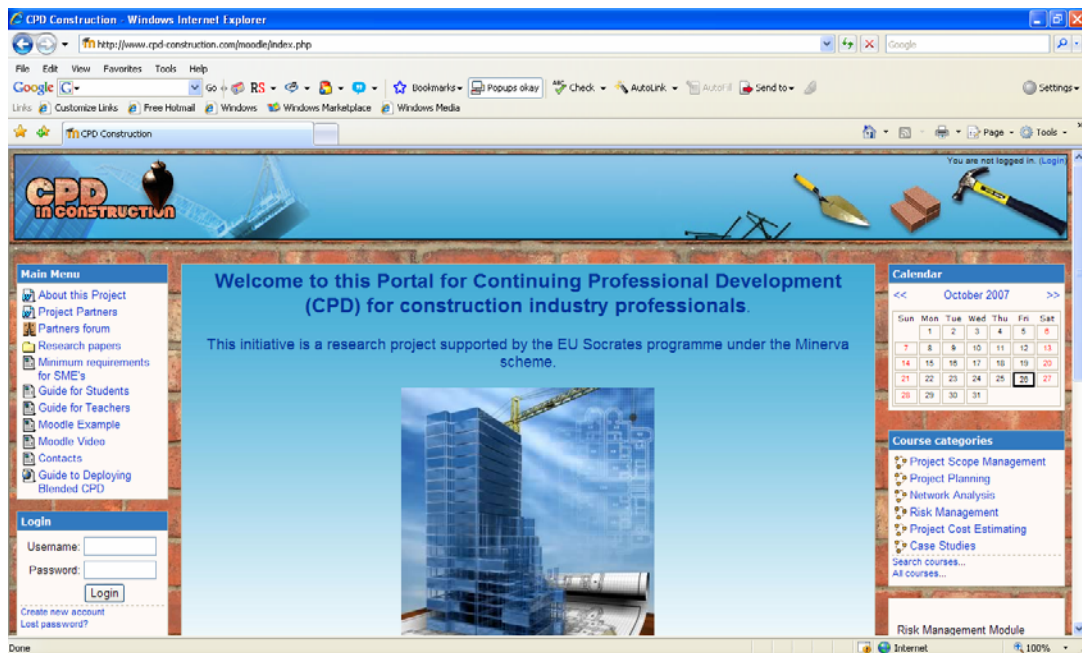 CPD Construction - Windows Internet Explorer
http://www.cpd-construction.com/moodle/index.php
Google
File Edit View Favorites Tools Help
Google G Go RS Bookmarks Popups okay Check AutoLink AutoFill Send to Settings
Links Customize Links Free Hotmail Windows Windows Marketplace Windows Media
CPD Construction Page Tools
You are not logged in. (Login)
CPD
IN CONSTRUCTION
Main Menu
About this Project
Project Partners
Partners forum
Research papers
Minimum requirements
for SME's
Guide for Students
Guide for Teachers
Moodle Example
Moodle Video
Contacts
Guide to Deploying
Blended CPD
Login
Username:
Password:
Login
Create new account
Lost password?
Welcome to this Portal for Continuing Professional Development
(CPD) for construction industry professionals.
This initiative is a research project supported by the EU Socrates programme under the Minerva
scheme.
Calendar
<< October 2007 >>
Sun Mon Tue Wed Thu Fri Sat
1 2 3 4 5 6
7 8 9 10 11 12 13
14 15 16 17 18 19 20
21 22 23 24 25 26 27
28 29 30 31
Course categories
Project Scope Management
Project Planning
Network Analysis
Risk Management
Project Cost Estimating
Case Studies
Search courses...
All courses...
Risk Management Module
Done Internet 100%